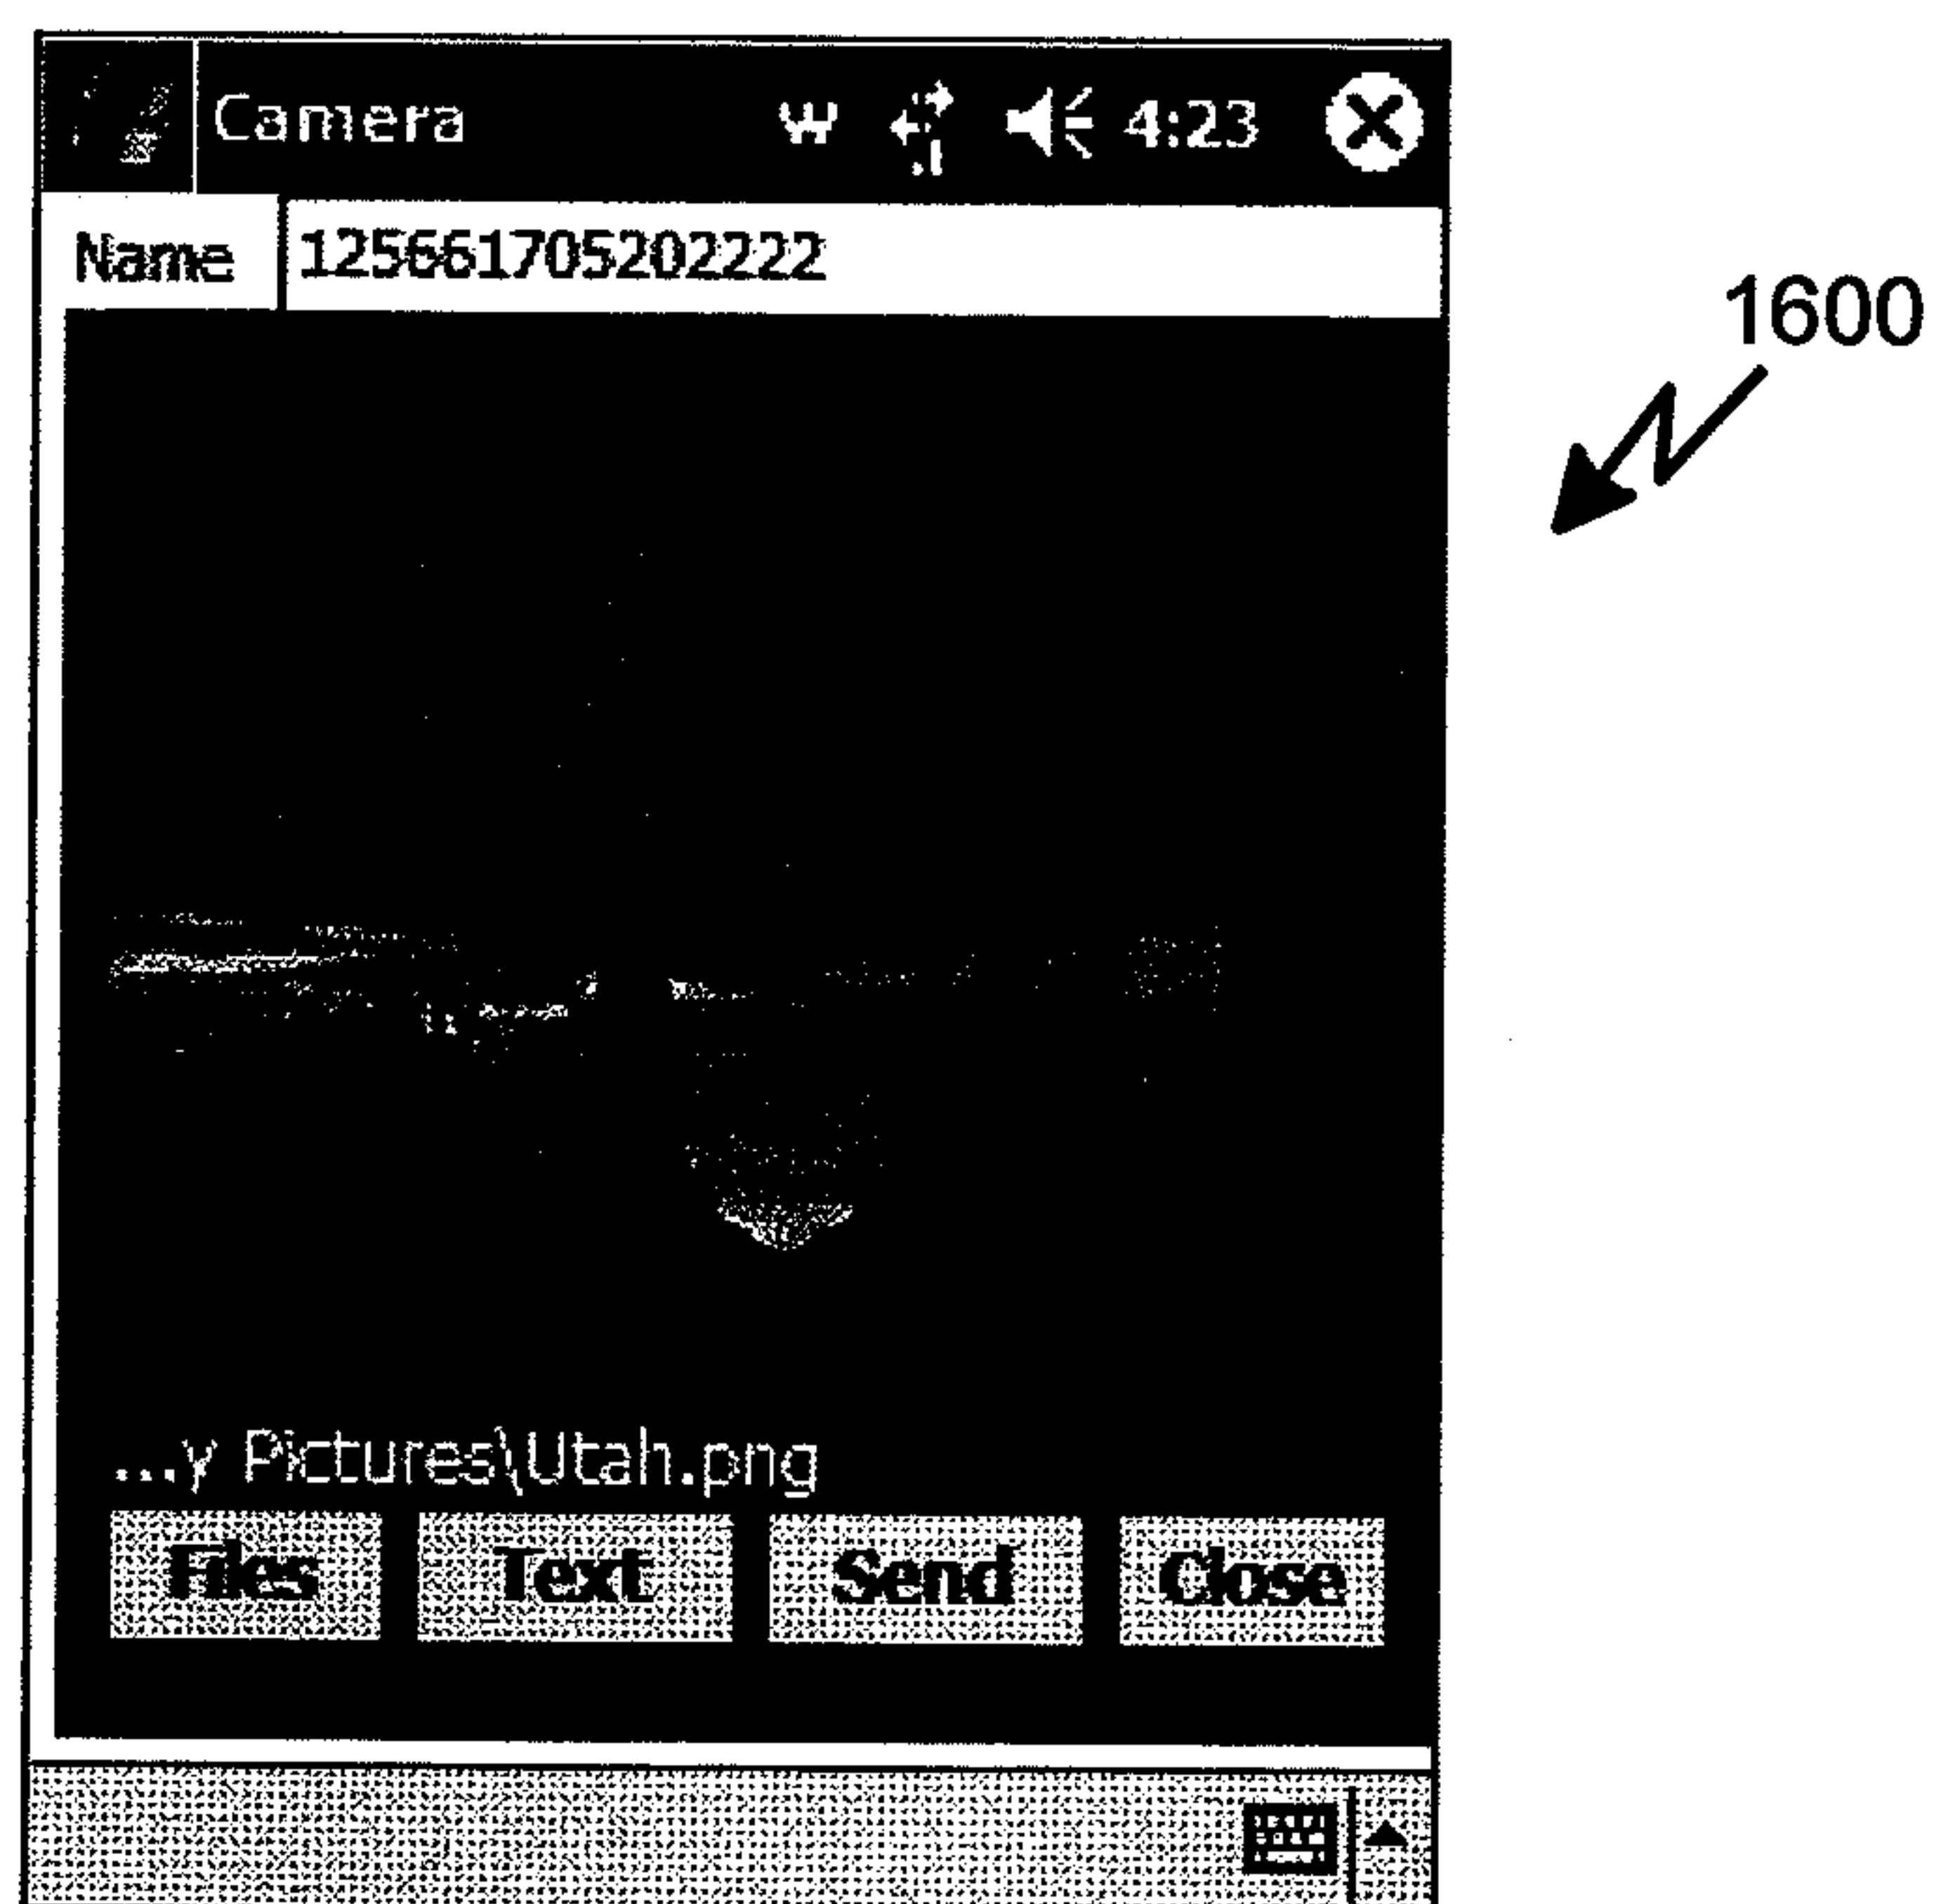 Camera 4:23
Name 125661705202222
1600
...y Pictures\Utah.png
Files Text Send Close